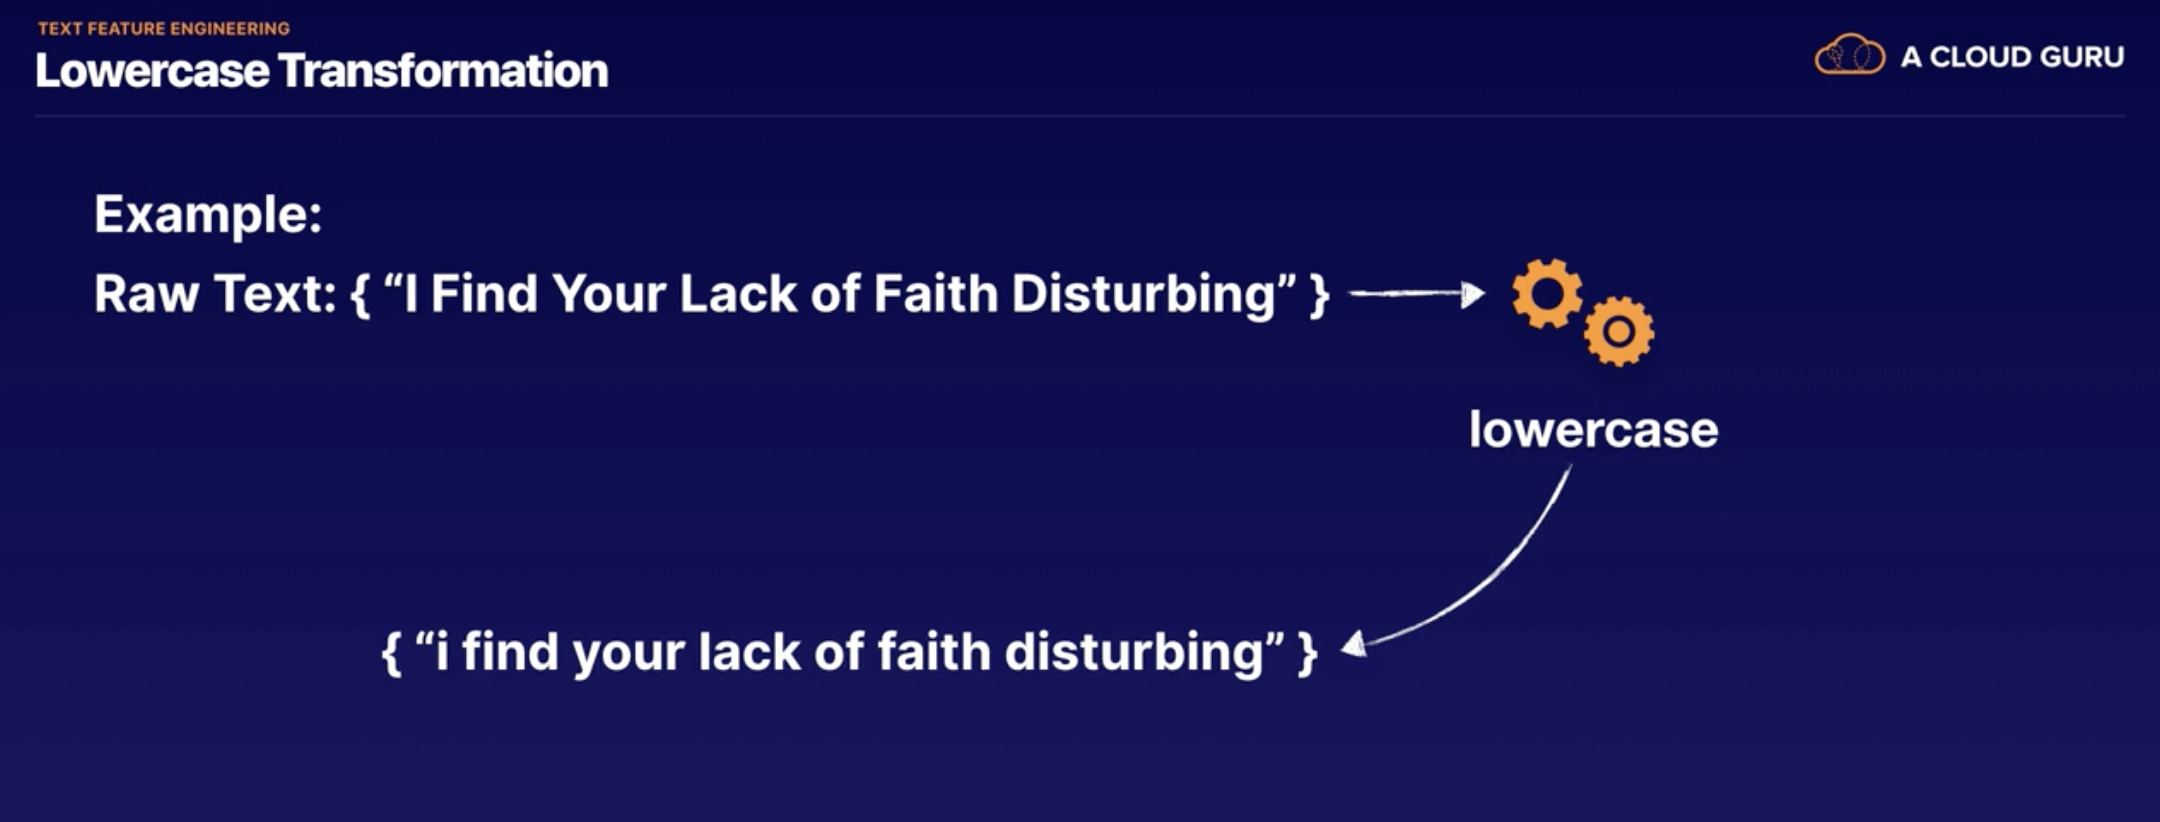 TEXT FEATURE ENGINEERING
Lowercase Transformation
A CLOUD GURU
Example:
Raw Text: { “I Find Your Lack of Faith Disturbing” }
lowercase
{ “i find your lack of faith disturbing” }